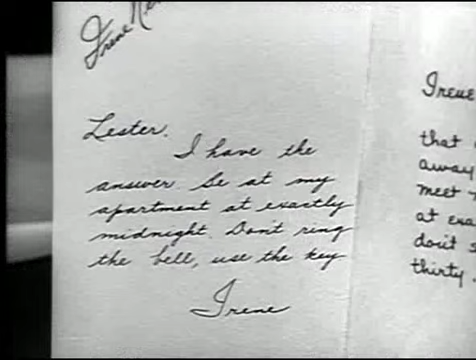 Irene
Lester.
I have the
answer. Be at my
apartment at exactly
midnight. Don't ring
the bell, use the key
Irene
Irene
that
away
meet
at
don't
thirty.